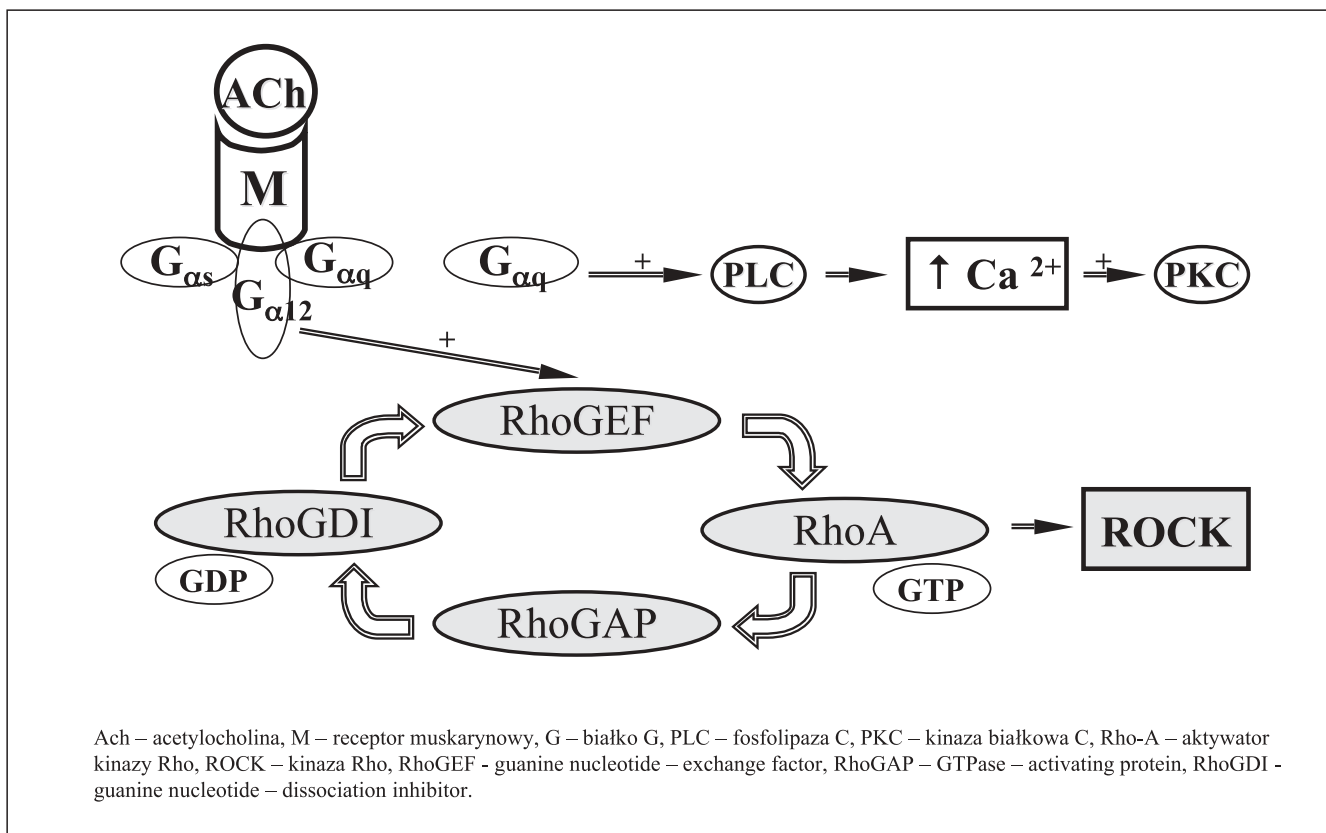 ACh
M
Gαs
Gαq
Gα12
Gαq
+
PLC
↑ Ca 2+
+
PKC
+
RhoGEF
RhoGDI
GDP
RhoA
GTP
ROCK
RhoGAP
Ach – acetylocholina, M – receptor muskarynowy, G – białko G, PLC – fosfolipaza C, PKC – kinaza białkowa C, Rho-A – aktywator
kinazy Rho, ROCK – kinaza Rho, RhoGEF - guanine nucleotide – exchange factor, RhoGAP – GTPase – activating protein, RhoGDI -
guanine nucleotide – dissociation inhibitor.